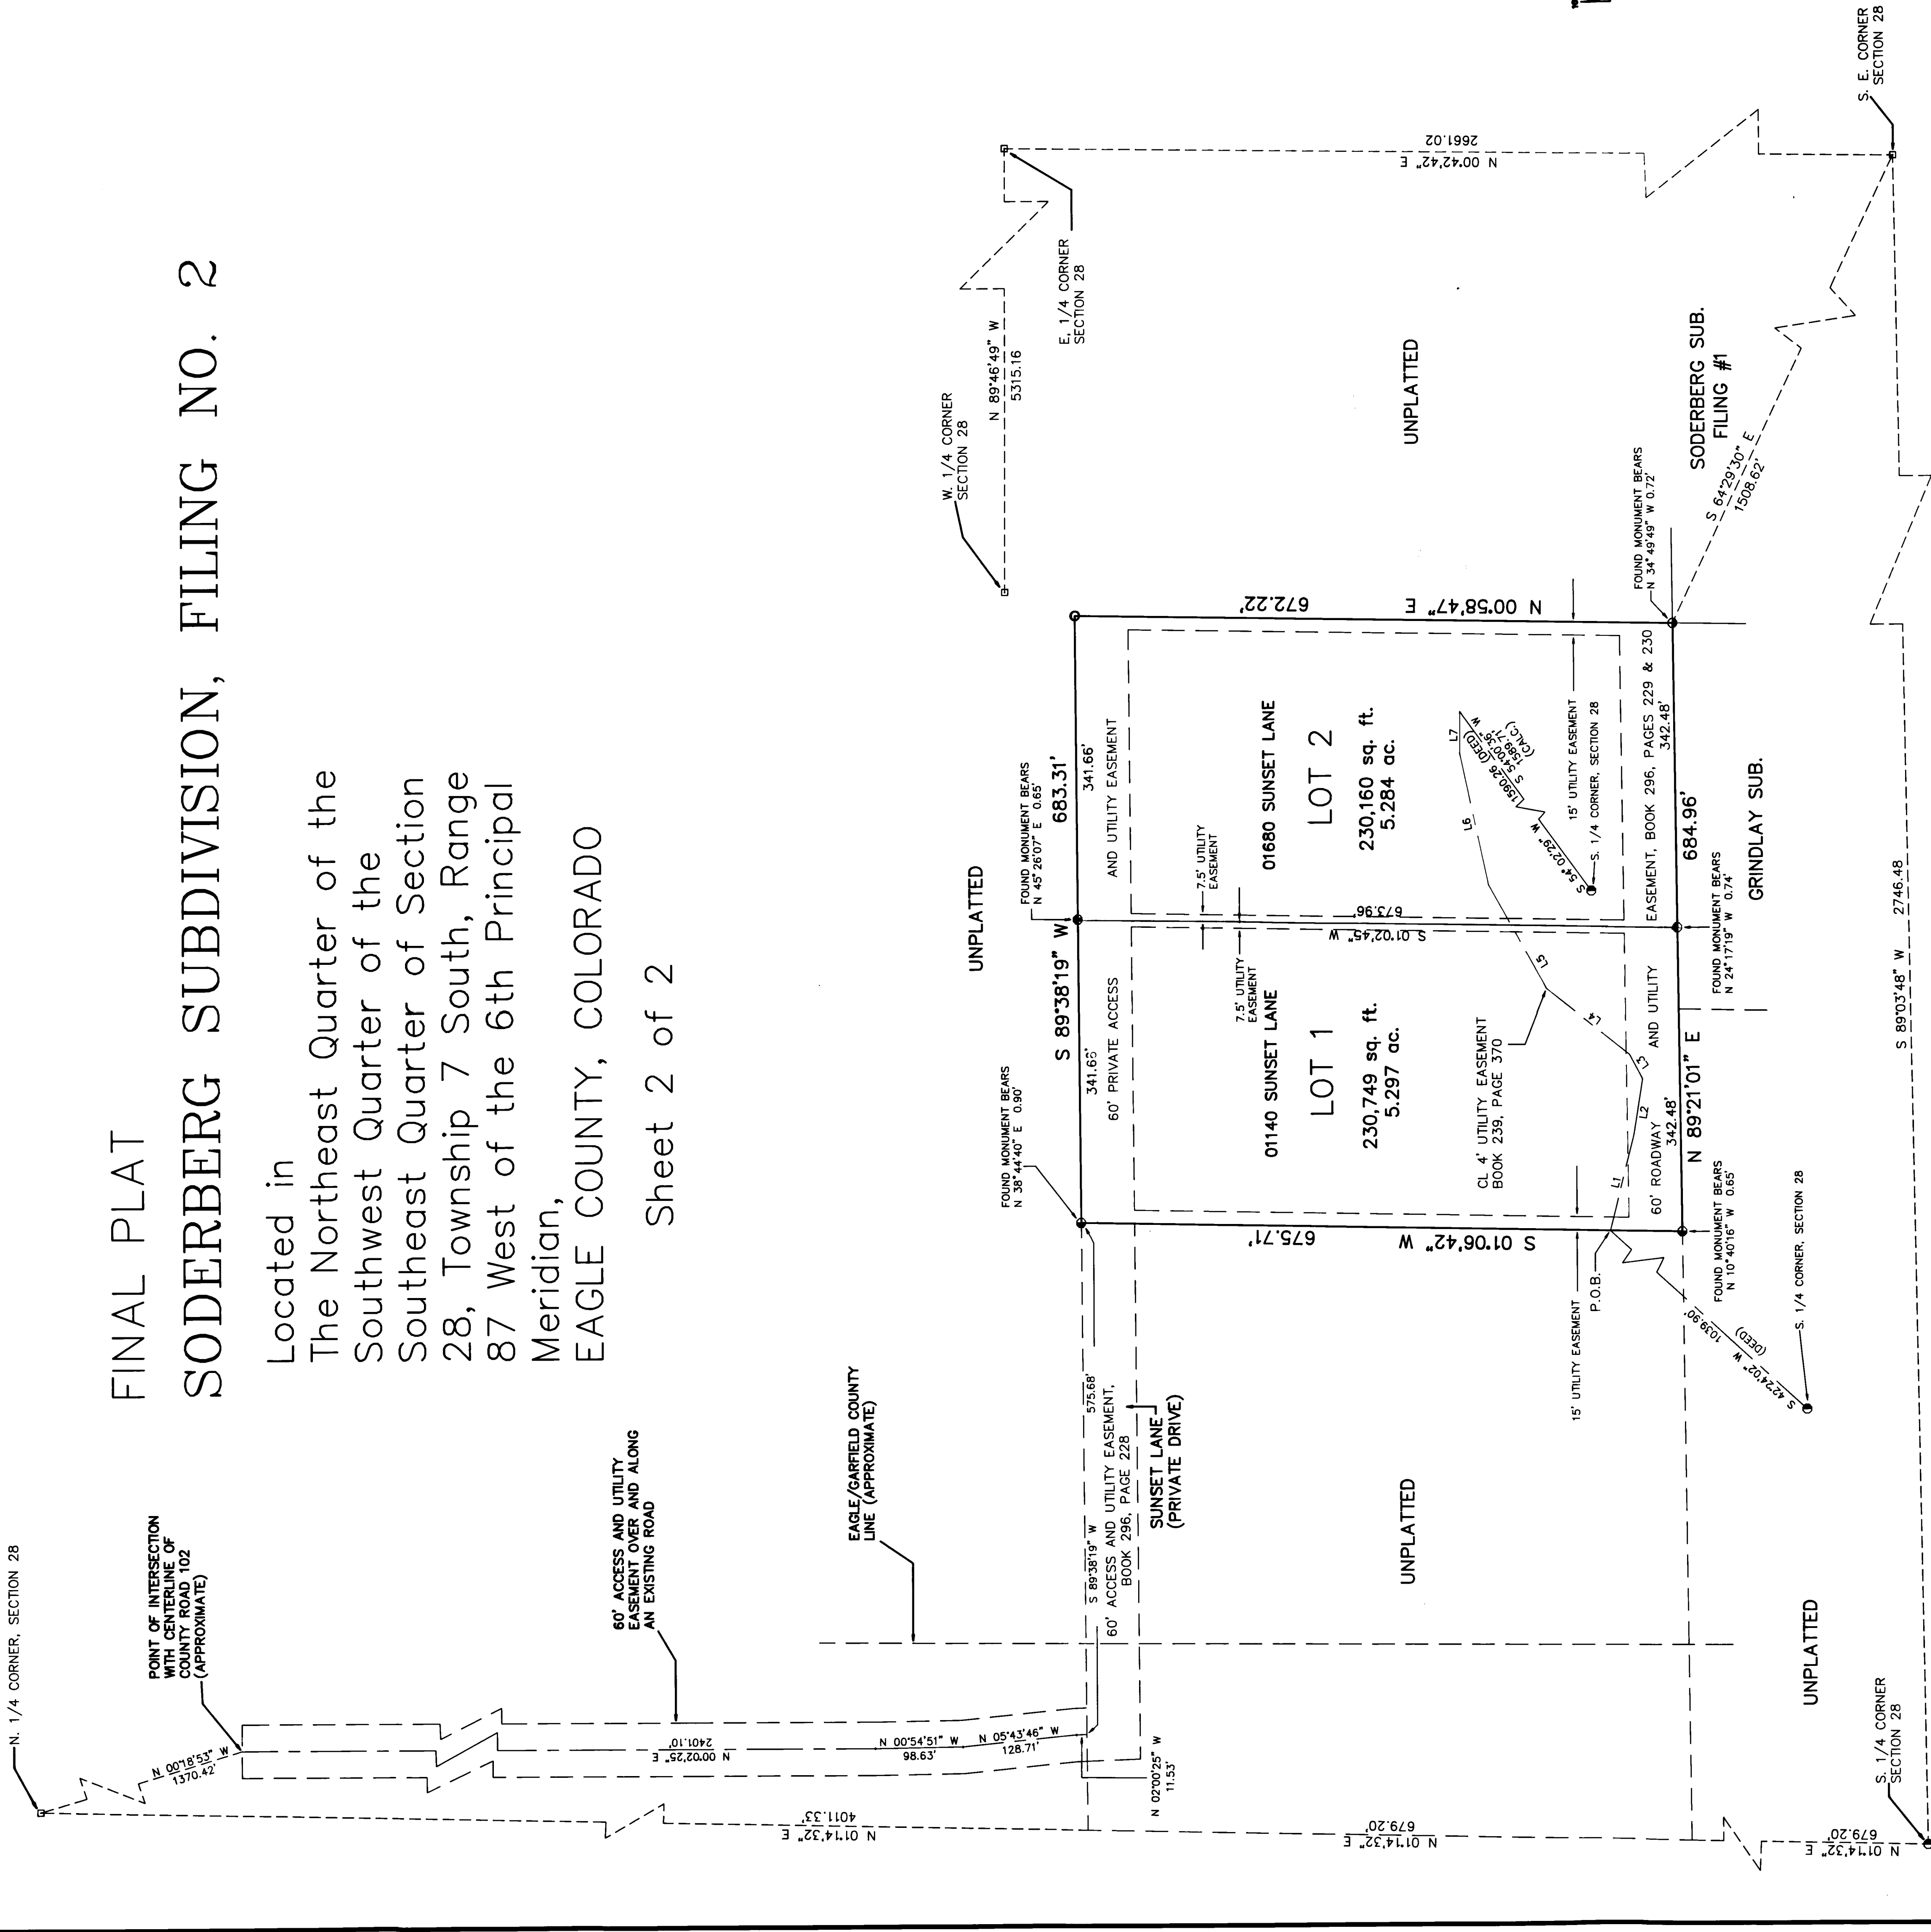 FINAL PLAT
SODERBERG SUBDIVISION, FILING NO. 2
Located in
The Northeast Quarter of the
Southwest Quarter of the
Southeast Quarter of Section
28, Township 7 South, Range
87 West of the 6th Principal
Meridian,
EAGLE COUNTY, COLORADO
Sheet 2 of 2
N. 1/4 CORNER, SECTION 28
POINT OF INTERSECTION
WITH CENTERLINE OF
COUNTY ROAD 102
(APPROXIMATE)
N 00°18'53" W
1370.42'
60' ACCESS AND UTILITY
EASEMENT OVER AND ALONG
AN EXISTING ROAD
2401.10'
N 00°02'25" E
N 00°54'51" W
98.63'
N 05°43'46" W
128.71'
EAGLE/GARFIELD COUNTY
LINE (APPROXIMATE)
4011.33'
N 01°14'32" E
N 02°00'25" W
11.53'
S 89°38'19" W
575.68'
60' ACCESS AND UTILITY EASEMENT,
BOOK 296, PAGE 228
SUNSET LANE
(PRIVATE DRIVE)
UNPLATTED
679.20'
N 01°14'32" E
UNPLATTED
S. 1/4 CORNER
SECTION 28
679.20'
N 01°14'32" E
W. 1/4 CORNER
SECTION 28
N 89°46'49" W
5315.16
E. 1/4 CORNER
SECTION 28
2661.02
N 00°42'42" E
S. E. CORNER
SECTION 28
UNPLATTED
UNPLATTED
FOUND MONUMENT BEARS
N 38°44'40" E 0.90'
S 89°38'19" W
683.31'
FOUND MONUMENT BEARS
N 45°26'07" E 0.65'
341.66'
341.66'
60' PRIVATE ACCESS
AND UTILITY EASEMENT
7.5' UTILITY
EASEMENT
7.5' UTILITY
EASEMENT
01140 SUNSET LANE
LOT 1
230,749 sq. ft.
5.297 ac.
01680 SUNSET LANE
LOT 2
230,160 sq. ft.
5.284 ac.
675.71'
S 01°06'42" W
673.96'
S 01°02'45" W
672.22'
N 00°58'47" E
CL 4' UTILITY EASEMENT
BOOK 239, PAGE 370
L1
L2
L3
L4
L5
L6
L7
1590.26 (DEED)
S 54°00'36" W
1589.71'
(CALC.)
S 54°02'29" W
S. 1/4 CORNER, SECTION 28
15' UTILITY EASEMENT
15' UTILITY EASEMENT
P.O.B.
60' ROADWAY
AND UTILITY
EASEMENT, BOOK 296, PAGES 229 & 230
342.48'
342.48'
N 89°21'01" E
684.96'
FOUND MONUMENT BEARS
N 10°40'16" W 0.65'
FOUND MONUMENT BEARS
N 24°17'19" W 0.74'
FOUND MONUMENT BEARS
N 34°49'49" W 0.72'
1039.90'
S 42°24'02" W
(DEED)
S. 1/4 CORNER, SECTION 28
GRINDLAY SUB.
SODERBERG SUB.
FILING #1
S 64°29'30" E
1508.62'
S 89°03'48" W
2746.48